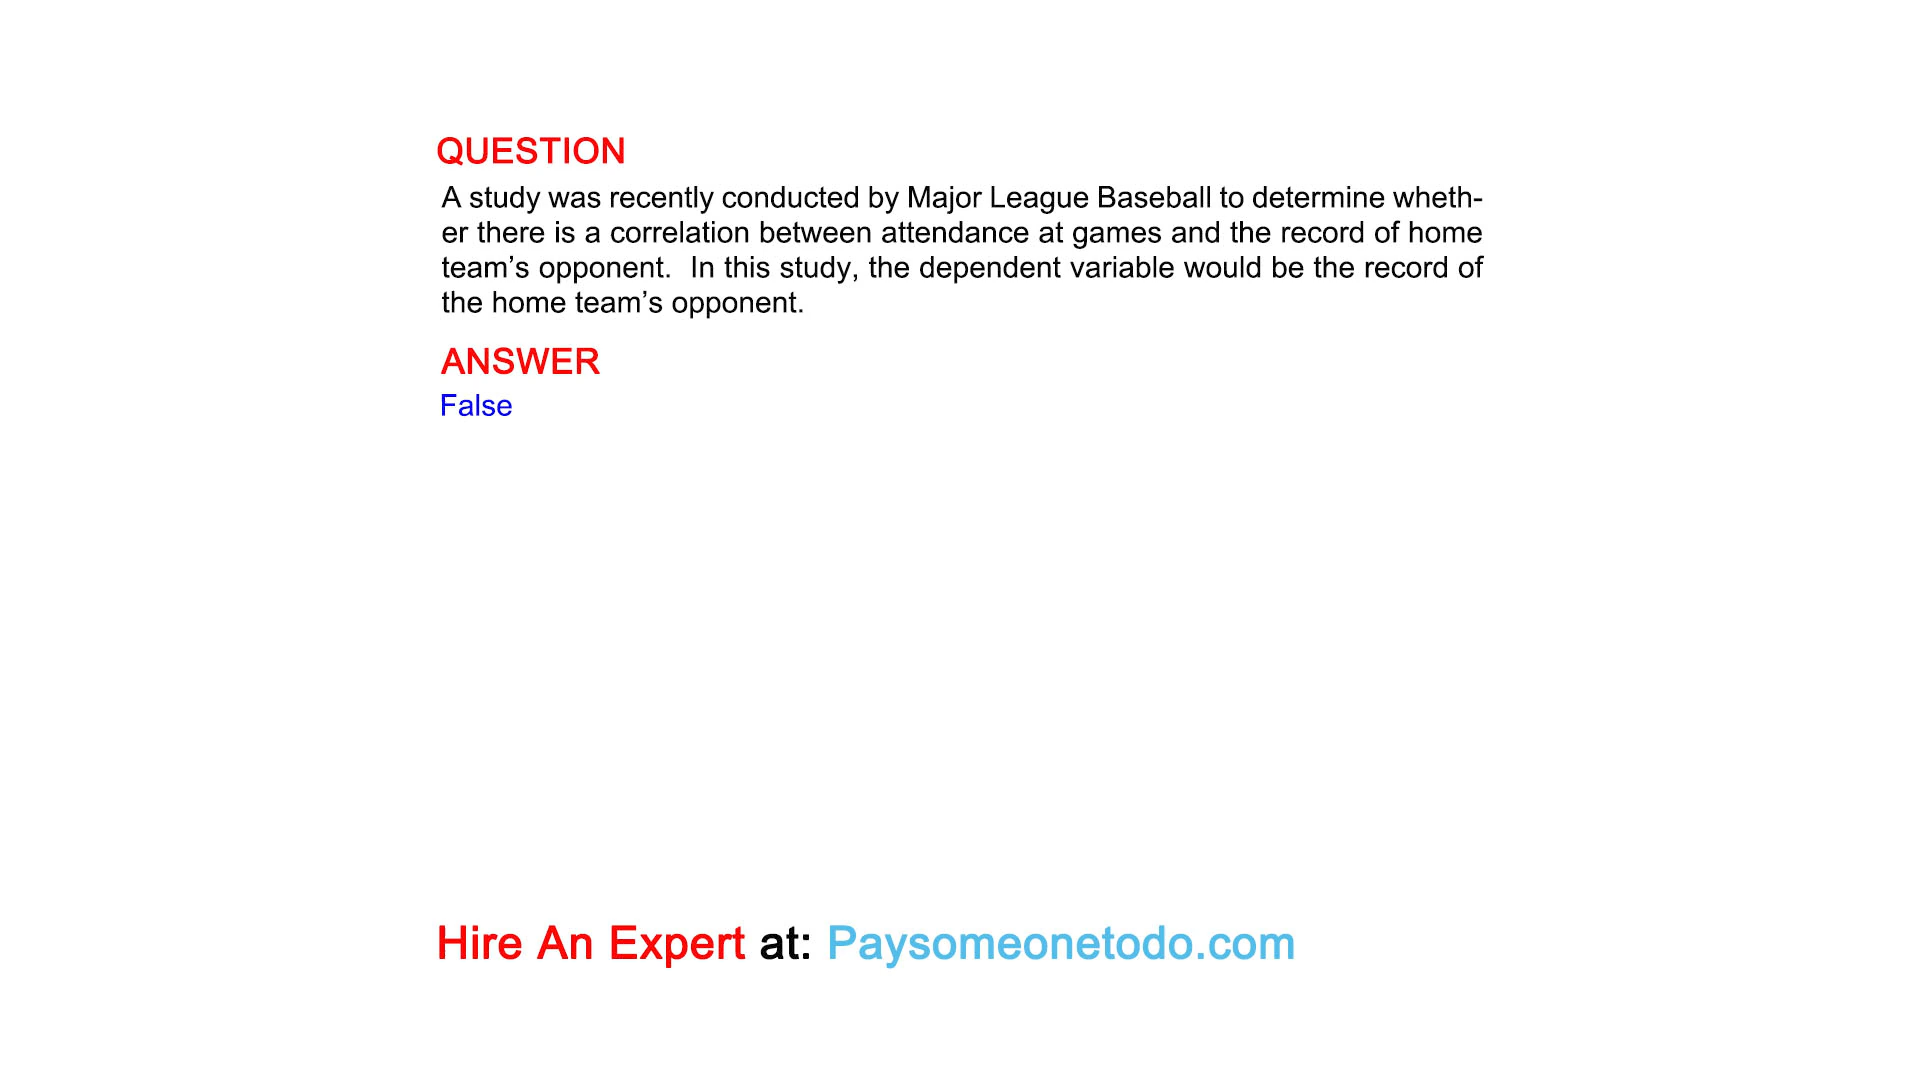 QUESTION
A study was recently conducted by Major League Baseball to determine wheth-
er there is a correlation between attendance at games and the record of home
team’s opponent.  In this study, the dependent variable would be the record of
the home team’s opponent.
ANSWER
False
Hire An Expert at: Paysomeonetodo.com